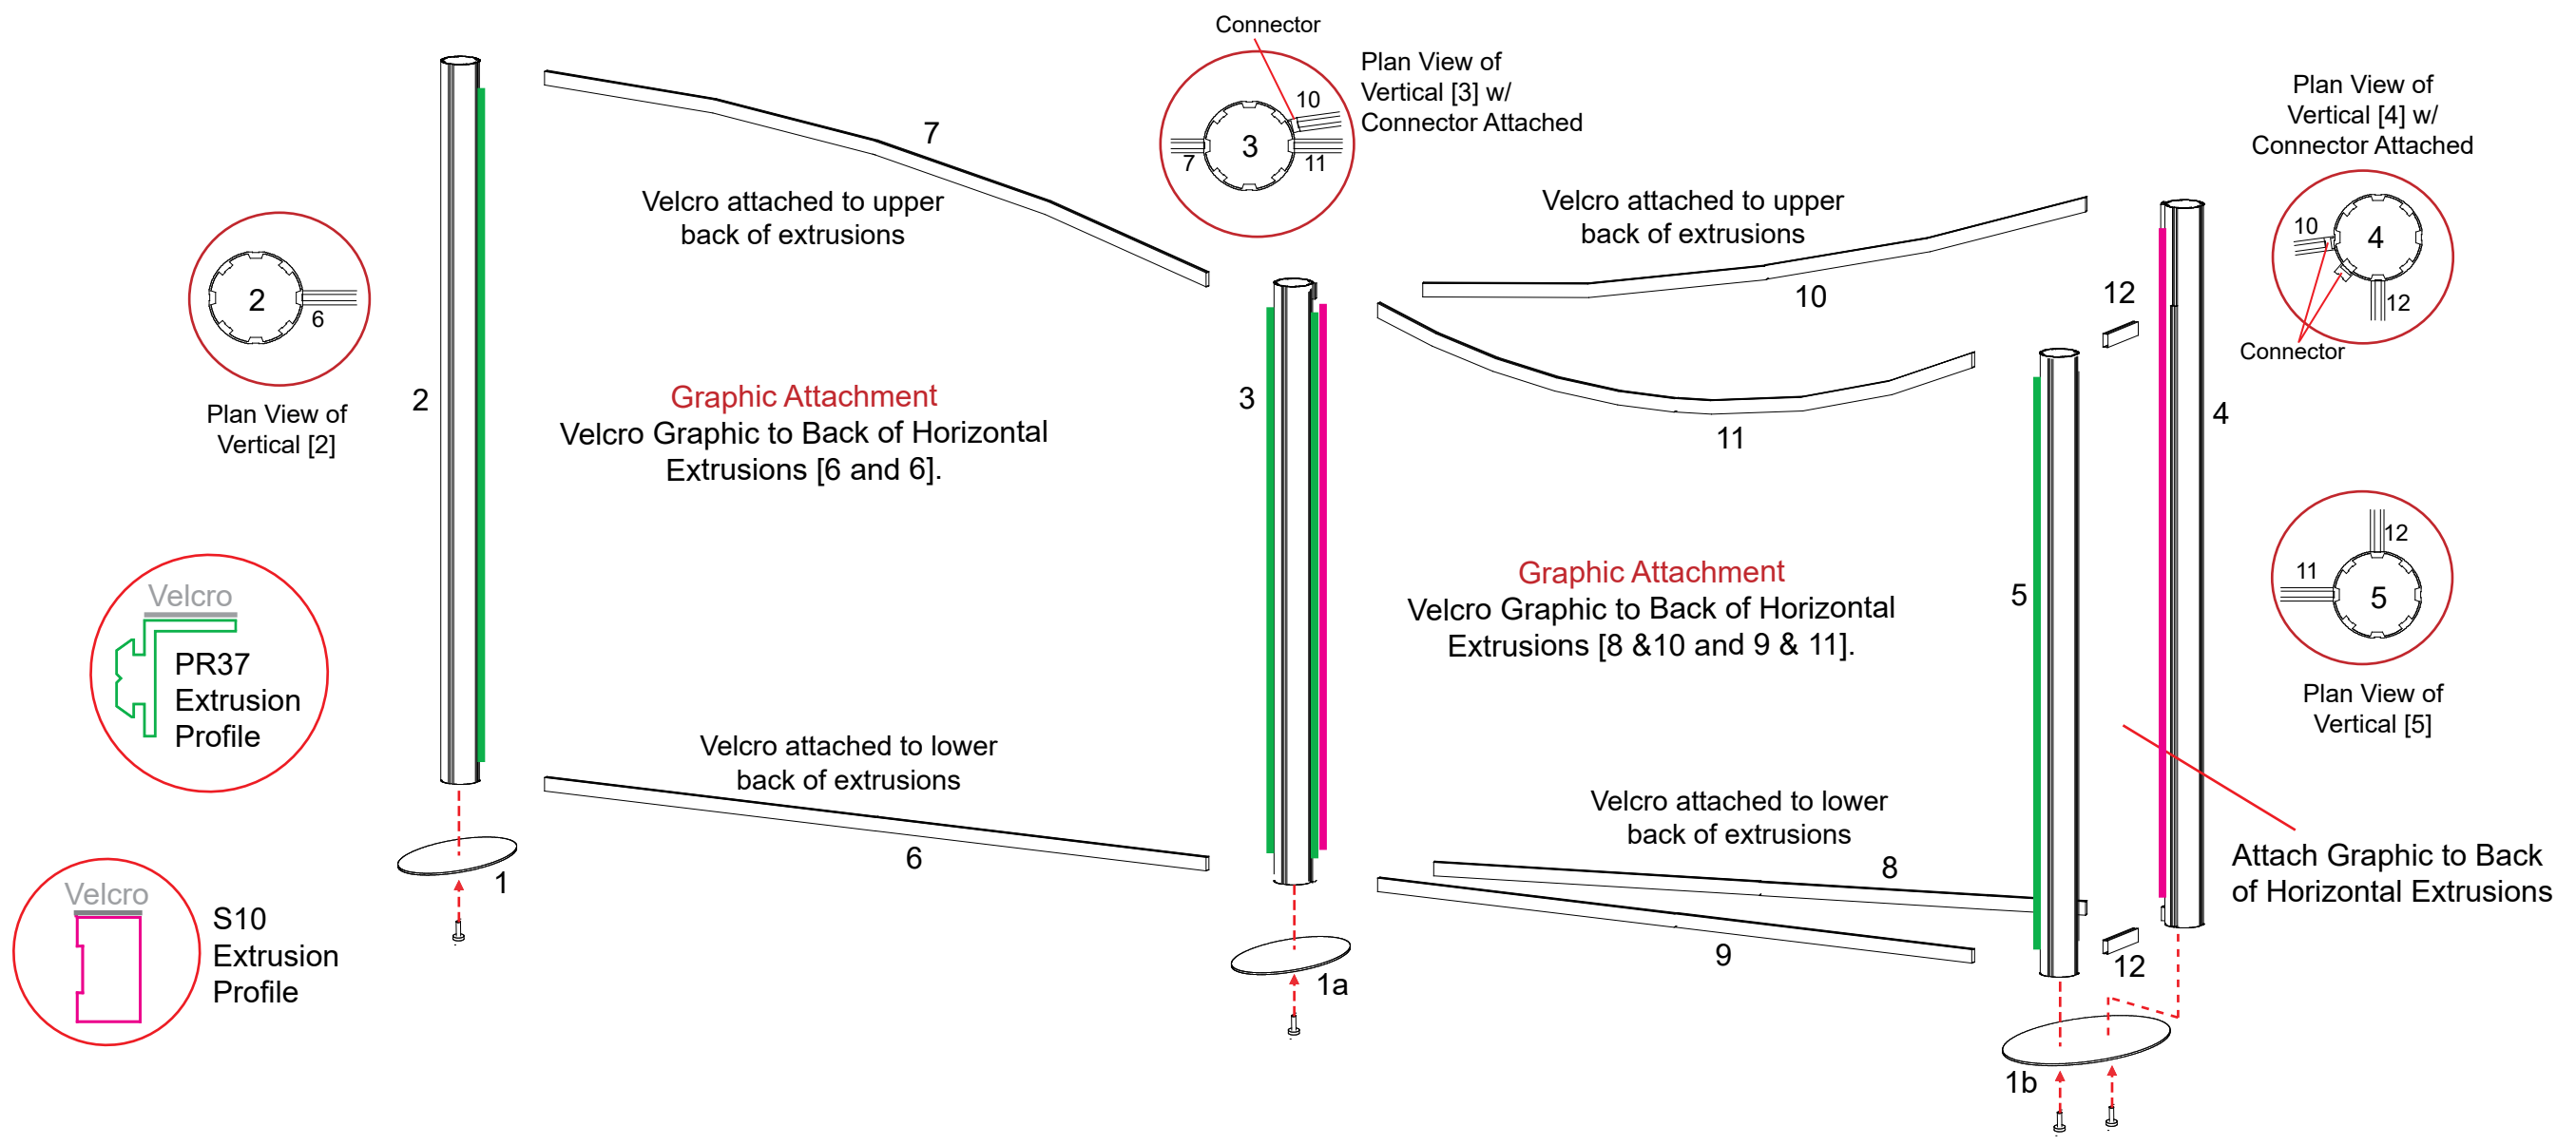 Connector
Plan View of
Vertical [3] w/
Connector Attached
10
3
7
11
Plan View of
Vertical [4] w/
Connector Attached
10
4
12
Connector
7
Velcro attached to upper
back of extrusions
Velcro attached to upper
back of extrusions
10
12
2
6
Plan View of
Vertical [2]
2
Graphic Attachment
Velcro Graphic to Back of Horizontal
Extrusions [6 and 6].
3
11
4
Graphic Attachment
Velcro Graphic to Back of Horizontal
Extrusions [8 &10 and 9 & 11].
5
12
11
5
Plan View of
Vertical [5]
Velcro
PR37
Extrusion
Profile
Velcro attached to lower
back of extrusions
6
1
Velcro attached to lower
back of extrusions
8
9
12
Attach Graphic to Back
of Horizontal Extrusions
Velcro
S10
Extrusion
Profile
1a
1b